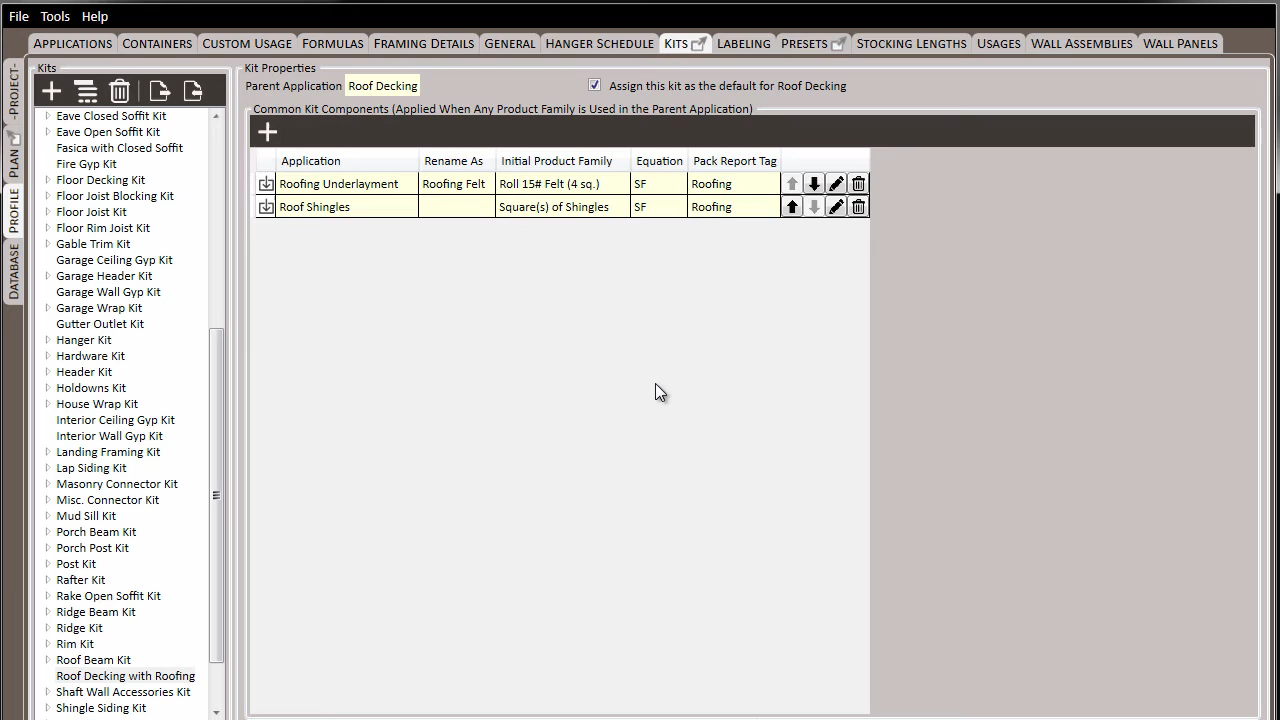 File Tools Help
APPLICATIONS CONTAINERS CUSTOM USAGE FORMULAS FRAMING DETAILS GENERAL HANGER SCHEDULE KITS LABELING PRESETS STOCKING LENGTHS USAGES WALL ASSEMBLIES WALL PANELS
-PROJECT-
PLAN
PROFILE
DATABASE
Kits
Eave Closed Soffit Kit
Eave Open Soffit Kit
Fasica with Closed Soffit
Fire Gyp Kit
Floor Decking Kit
Floor Joist Blocking Kit
Floor Joist Kit
Floor Rim Joist Kit
Gable Trim Kit
Garage Ceiling Gyp Kit
Garage Header Kit
Garage Wall Gyp Kit
Garage Wrap Kit
Gutter Outlet Kit
Hanger Kit
Hardware Kit
Header Kit
Holdowns Kit
House Wrap Kit
Interior Ceiling Gyp Kit
Interior Wall Gyp Kit
Landing Framing Kit
Lap Siding Kit
Masonry Connector Kit
Misc. Connector Kit
Mud Sill Kit
Porch Beam Kit
Porch Post Kit
Post Kit
Rafter Kit
Rake Open Soffit Kit
Ridge Beam Kit
Ridge Kit
Rim Kit
Roof Beam Kit
Roof Decking with Roofing
Shaft Wall Accessories Kit
Shingle Siding Kit
Kit Properties
Parent Application Roof Decking Assign this kit as the default for Roof Decking
Common Kit Components (Applied When Any Product Family is Used in the Parent Application)
Application Rename As Initial Product Family Equation Pack Report Tag
Roofing Underlayment Roofing Felt Roll 15# Felt (4 sq.) SF Roofing
Roof Shingles Square(s) of Shingles SF Roofing